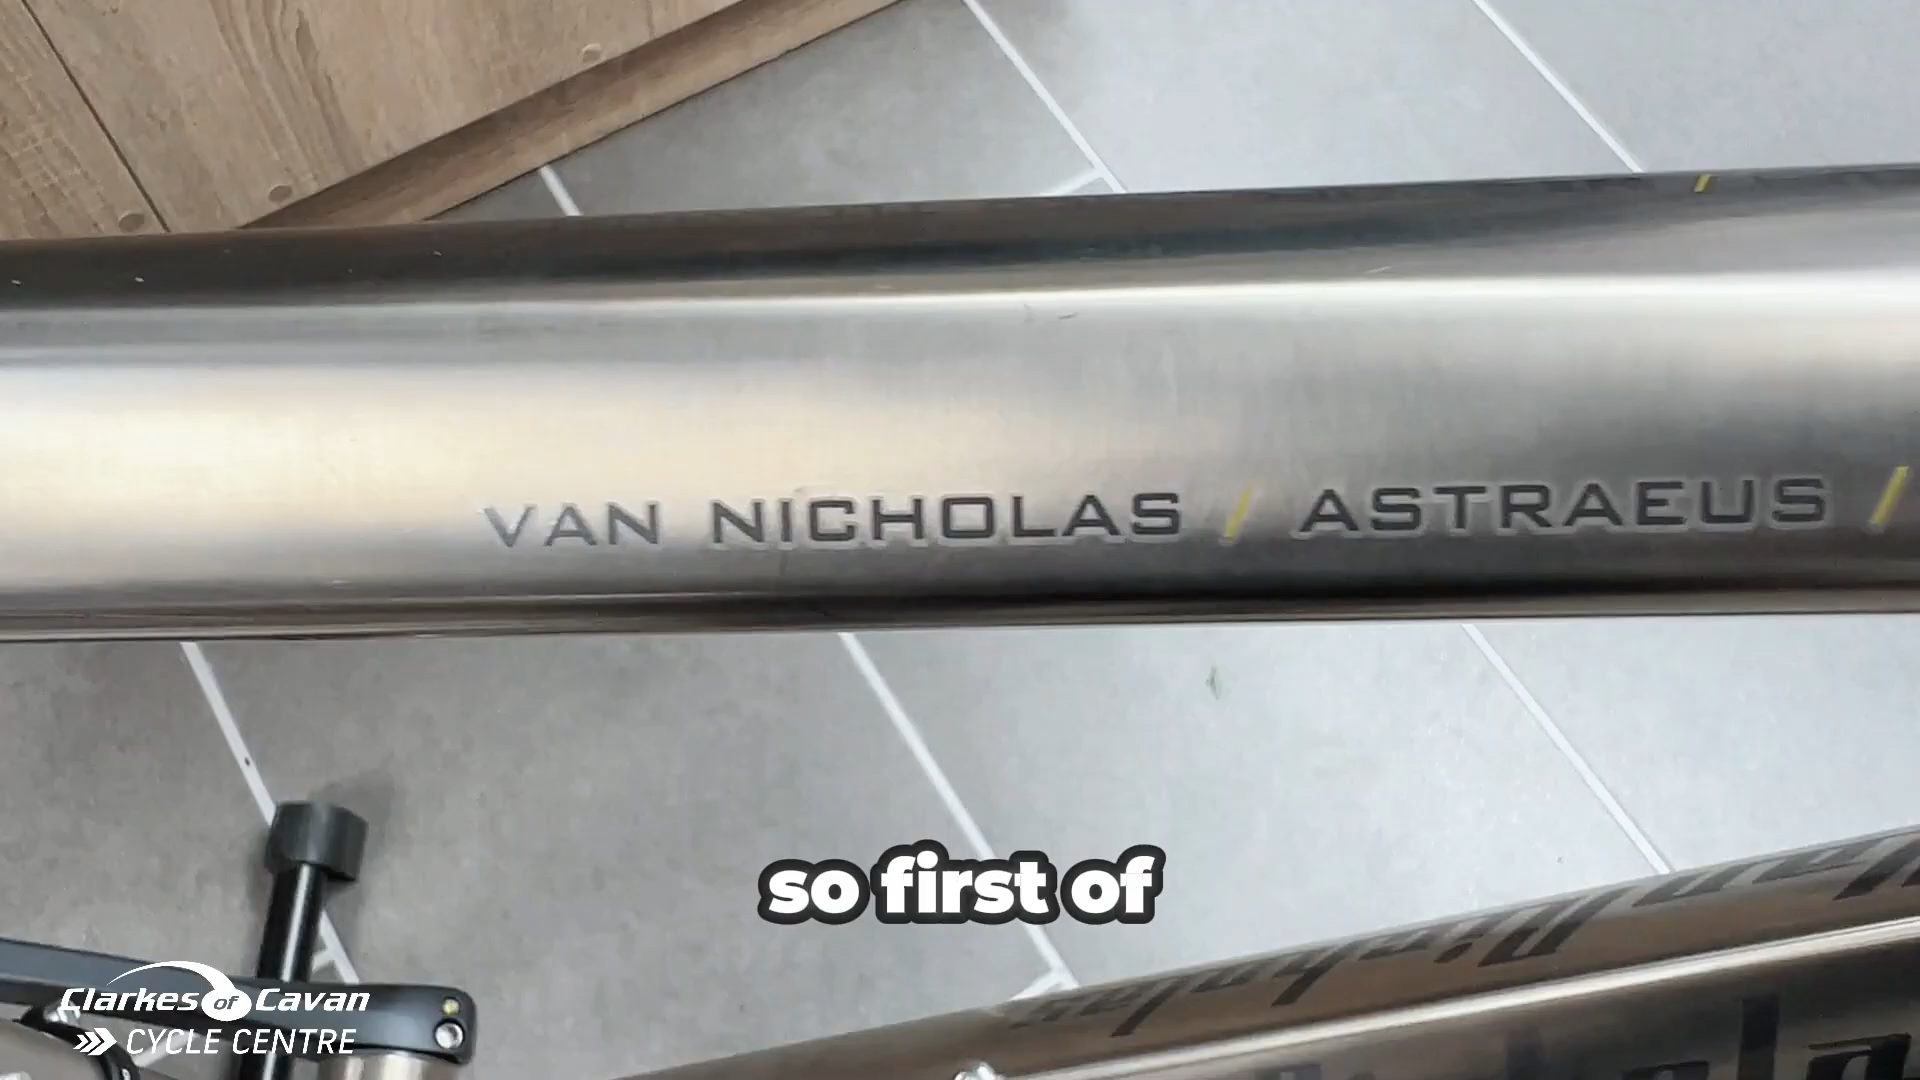 VAN NICHOLAS / ASTRAEUS /
so first of
Clarkes of Cavan
CYCLE CENTRE